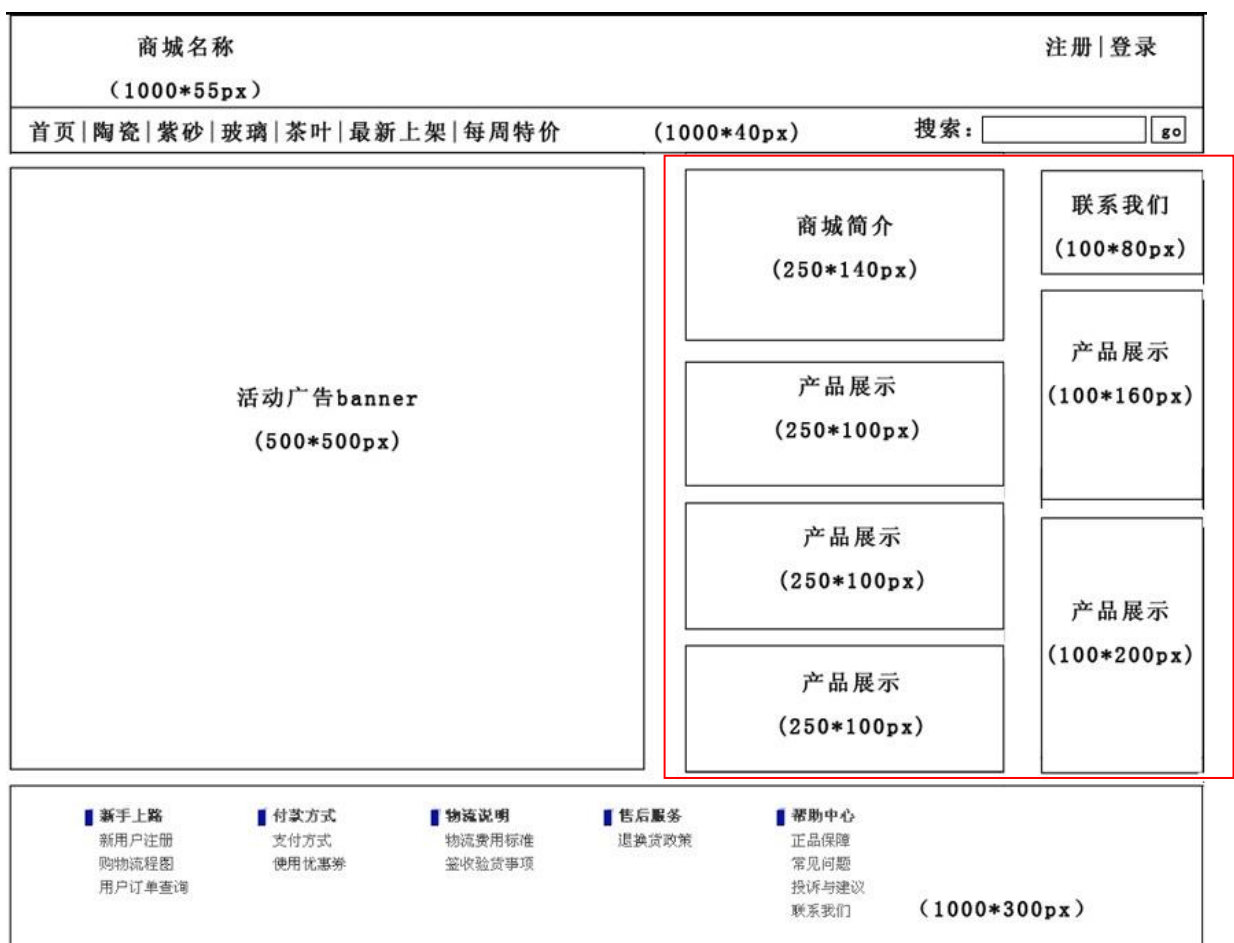 商城名称
注册|登录
（1000*55px）
首页|陶瓷|紫砂|玻璃|茶叶|最新上架|每周特价
(1000*40px)
搜索：
go
活动广告banner
(500*500px)
商城简介
(250*140px)
产品展示
(250*100px)
产品展示
(250*100px)
产品展示
(250*100px)
联系我们
(100*80px)
产品展示
(100*160px)
产品展示
(100*200px)
新手上路
新用户注册
购物流程图
用户订单查询
付款方式
支付方式
使用优惠券
物流说明
物流费用标准
签收验货事项
售后服务
退换货政策
帮助中心
正品保障
常见问题
投诉与建议
联系我们
（1000*300px）